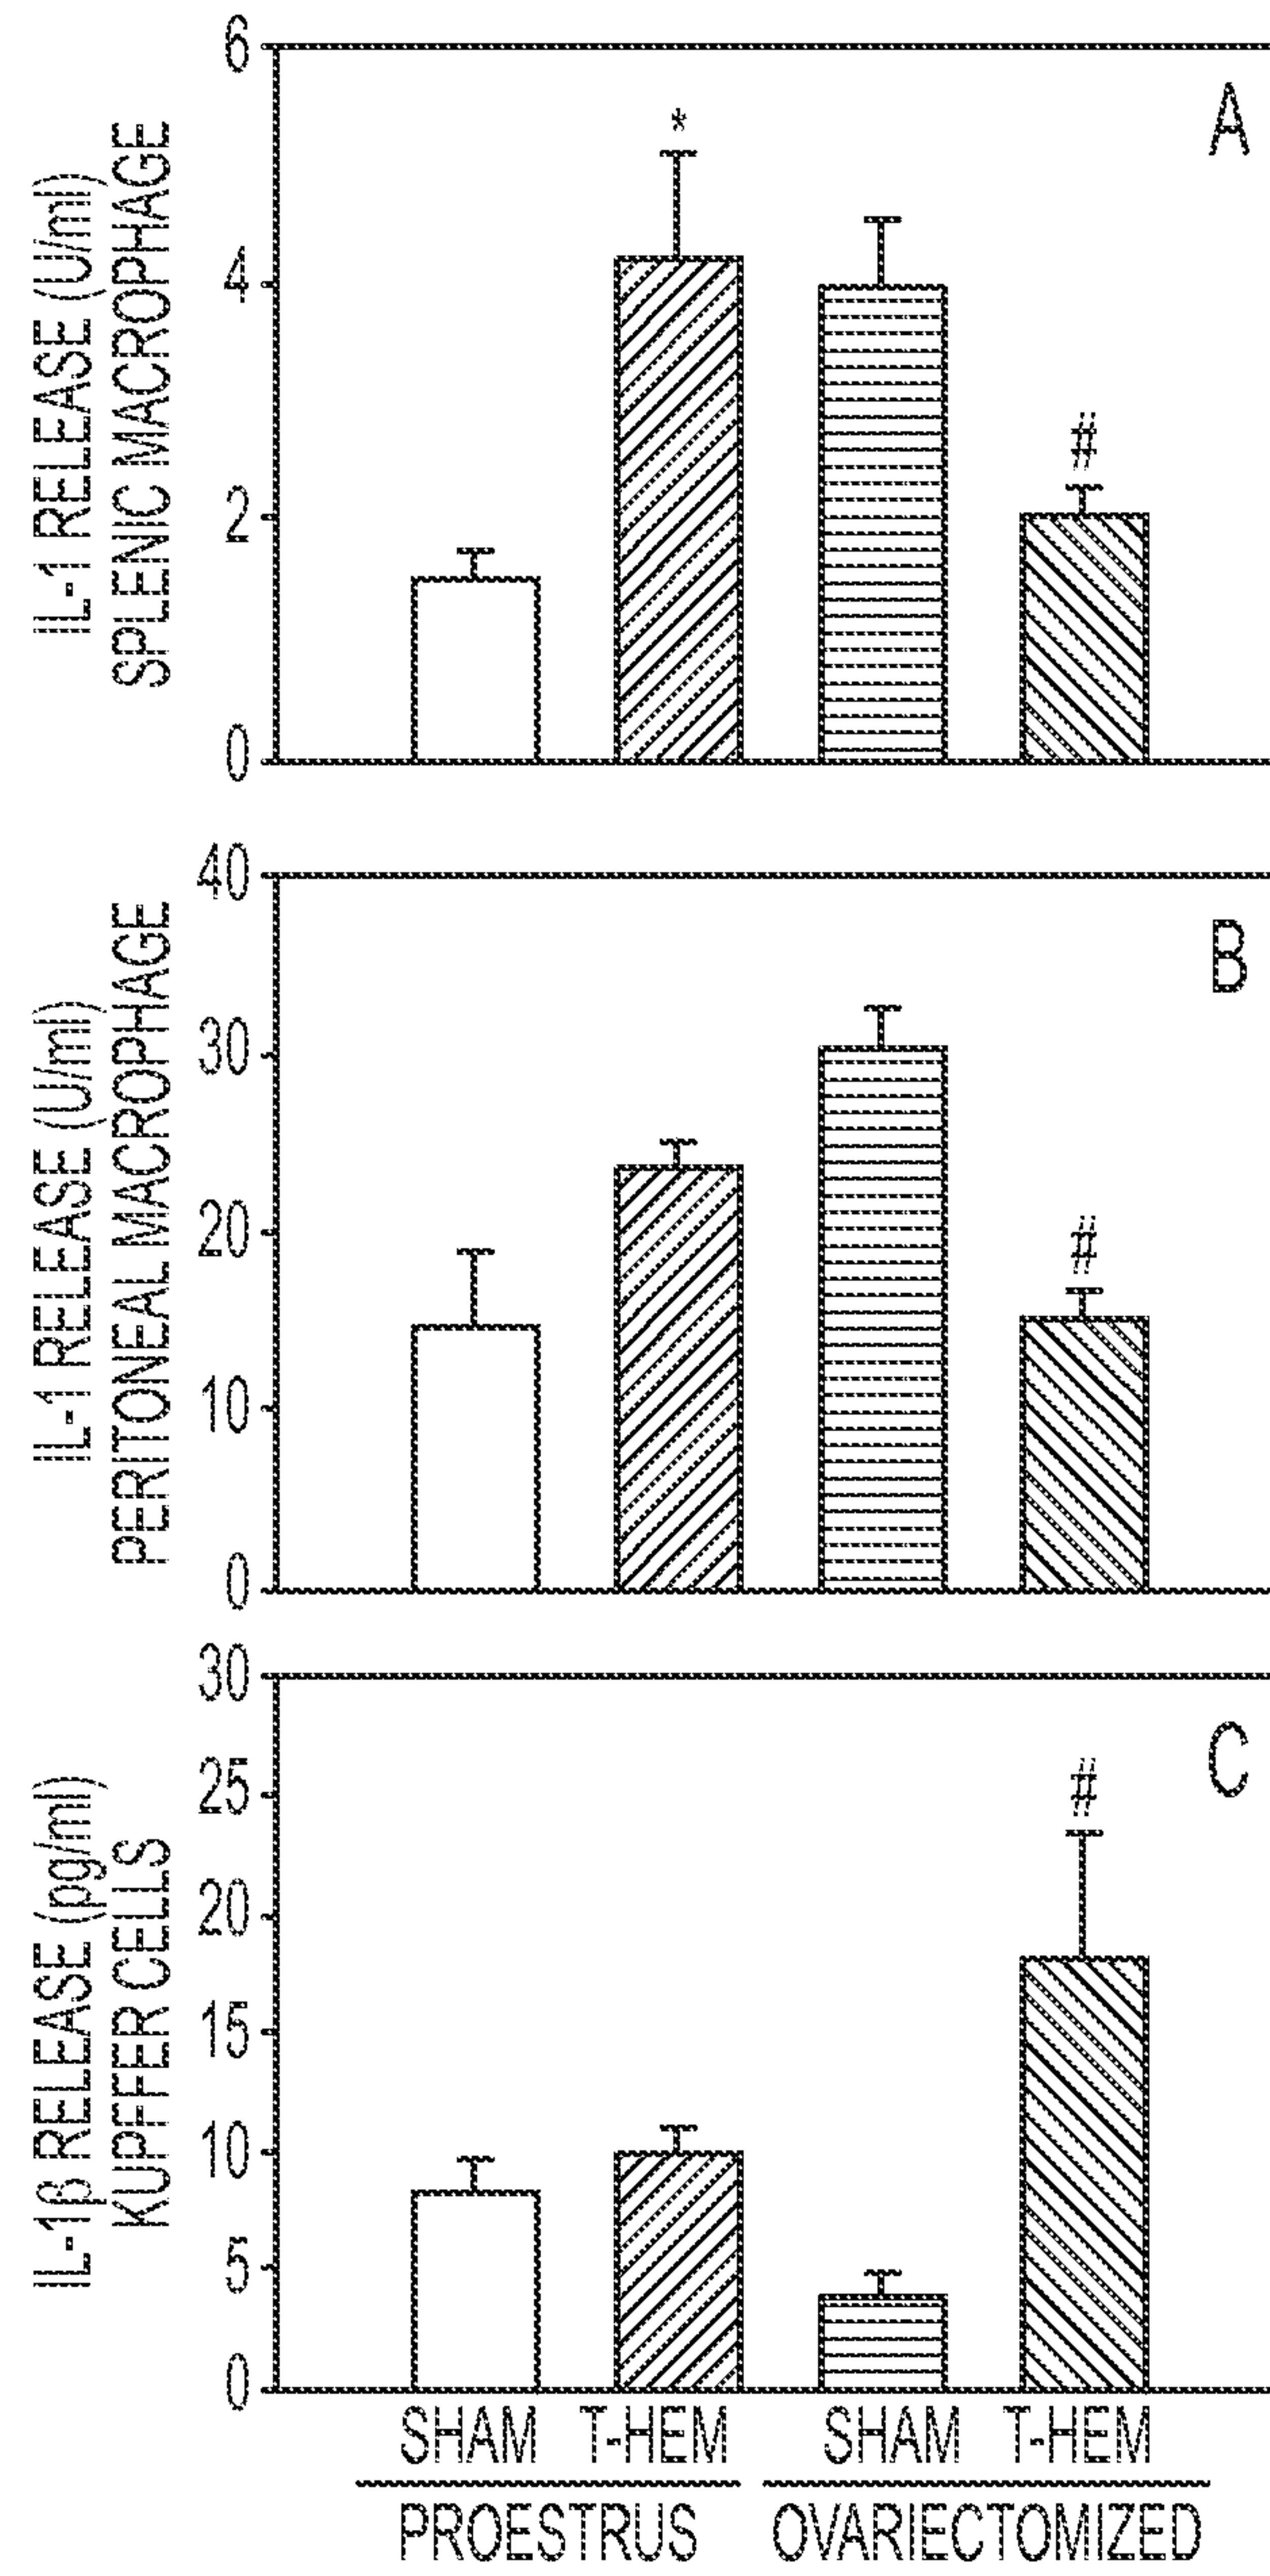 IL-1 RELEASE (U/ml)
SPLENIC MACROPHAGE
6
4
2
0
A
*
#
IL-1 RELEASE (U/ml)
PERITONEAL MACROPHAGE
40
30
20
10
0
B
#
IL-1β RELEASE (pg/ml)
KUPFFER CELLS
30
25
20
15
10
5
0
C
#
SHAM T-HEM SHAM T-HEM
PROESTRUS OVARIECTOMIZED